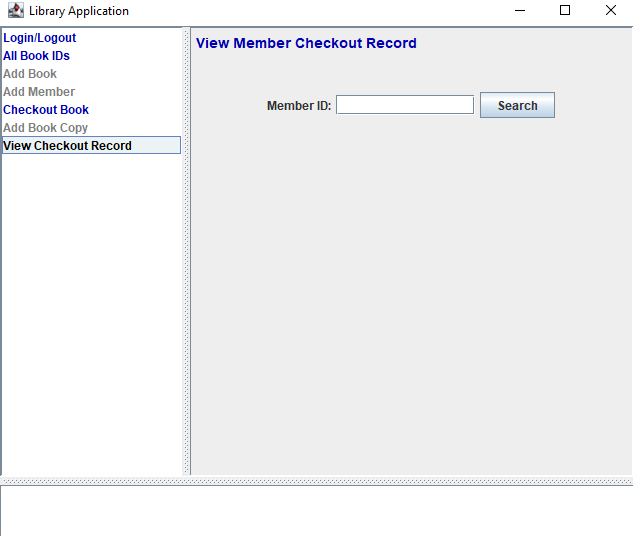 Library Application
Login/Logout
All Book IDs
Add Book
Add Member
Checkout Book
Add Book Copy
View Checkout Record
View Member Checkout Record
Member ID:
Search